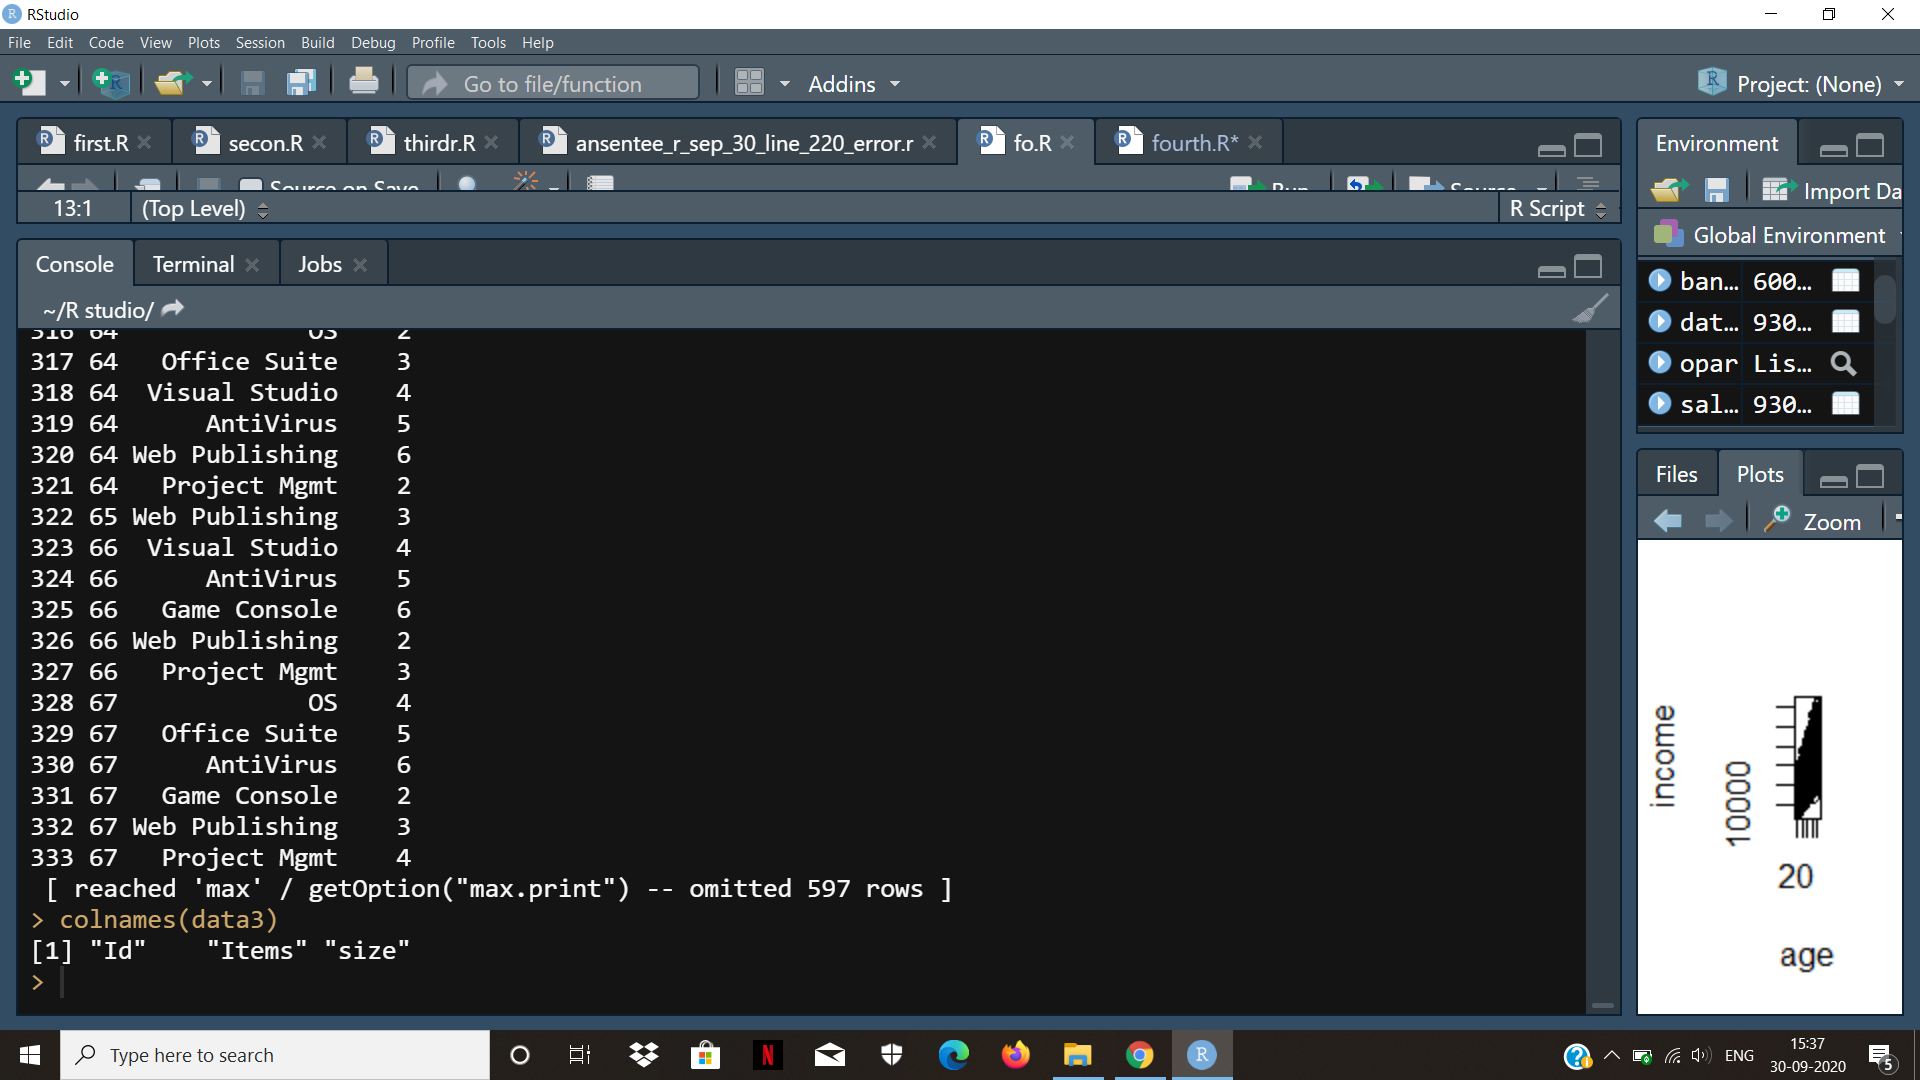 RStudio
File Edit Code View Plots Session Build Debug Profile Tools Help
Go to file/function Addins Project: (None)
first.R secon.R thirdr.R ansentee_r_sep_30_line_220_error.r fo.R fourth.R*
Source on Save Run Source
13:1 (Top Level) R Script
Console Terminal Jobs
~/R studio/
316 64 OS 2
317 64 Office Suite 3
318 64 Visual Studio 4
319 64 AntiVirus 5
320 64 Web Publishing 6
321 64 Project Mgmt 2
322 65 Web Publishing 3
323 66 Visual Studio 4
324 66 AntiVirus 5
325 66 Game Console 6
326 66 Web Publishing 2
327 66 Project Mgmt 3
328 67 OS 4
329 67 Office Suite 5
330 67 AntiVirus 6
331 67 Game Console 2
332 67 Web Publishing 3
333 67 Project Mgmt 4
[ reached 'max' / getOption("max.print") -- omitted 597 rows ]
> colnames(data3)
[1] "Id" "Items" "size"
>
Environment
Import Da
Global Environment
ban… 600…
dat… 930…
opar Lis…
sal… 930…
Files Plots
Zoom
income
10000
20
age
Type here to search
N
R
ENG
15:37
30-09-2020
5